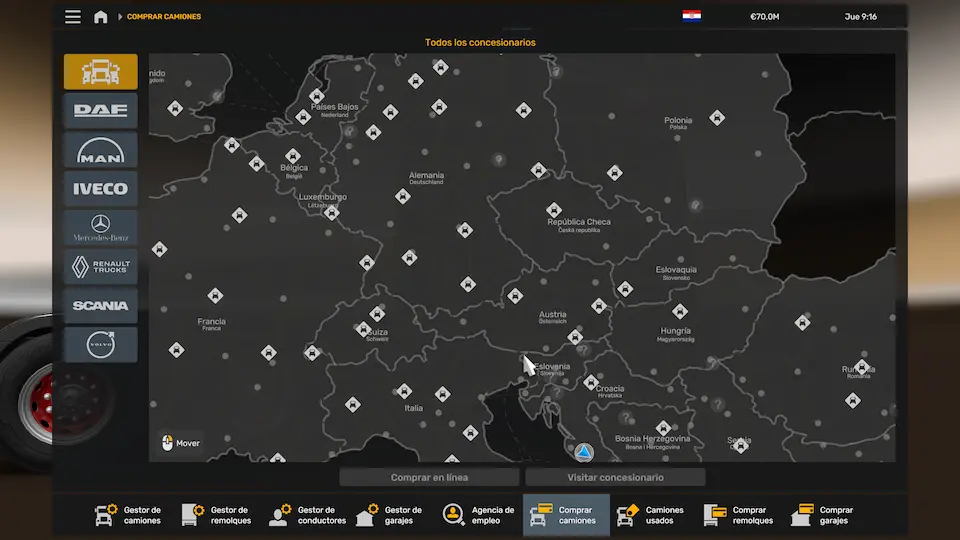 COMPRAR CAMIONES
€70,0M
Jue 9:16
Todos los concesionarios
DAF
MAN
IVECO
Mercedes-Benz
RENAULT
TRUCKS
SCANIA
VOLVO
nido
Países Bajos
Nederland
Polonia
Polska
Bélgica
België
Alemania
Deutschland
Luxemburgo
República Checa
Česká republika
Eslovaquia
Slovensko
Francia
France
Austria
Österreich
Suiza
Schweiz
Hungría
Magyarország
Eslovenia
Slovenija
Croacia
Hrvatska
Italia
România
Bosnia Herzegovina
Bosna i Hercegovina
Mover
Comprar en línea
Visitar concesionario
Gestor de
camiones
Gestor de
remolques
Gestor de
conductores
Gestor de
garajes
Agencia de
empleo
Comprar
camiones
Camiones
usados
Comprar
remolques
Comprar
garajes